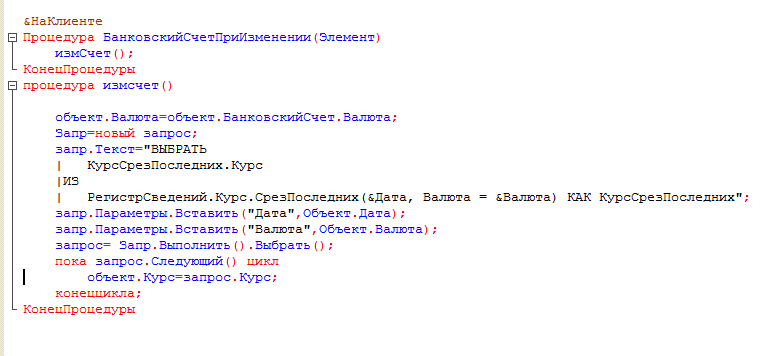 &НаКлиенте
Процедура БанковскийСчетПриИзменении(Элемент)
измСчет();
КонецПроцедуры
процедура измсчет()
объект.Валюта=объект.БанковскийСчет.Валюта;
Запр=новый запрос;
запр.Текст="ВЫБРАТЬ
| КурсСрезПоследних.Курс
|ИЗ
| РегистрСведений.Курс.СрезПоследних(&Дата, Валюта = &Валюта) КАК КурсСрезПоследних";
запр.Параметры.Вставить("Дата",Объект.Дата);
запр.Параметры.Вставить("Валюта",Объект.Валюта);
запрос= Запр.Выполнить().Выбрать();
пока запрос.Следующий() цикл
объект.Курс=запрос.Курс;
конеццикла;
КонецПроцедуры